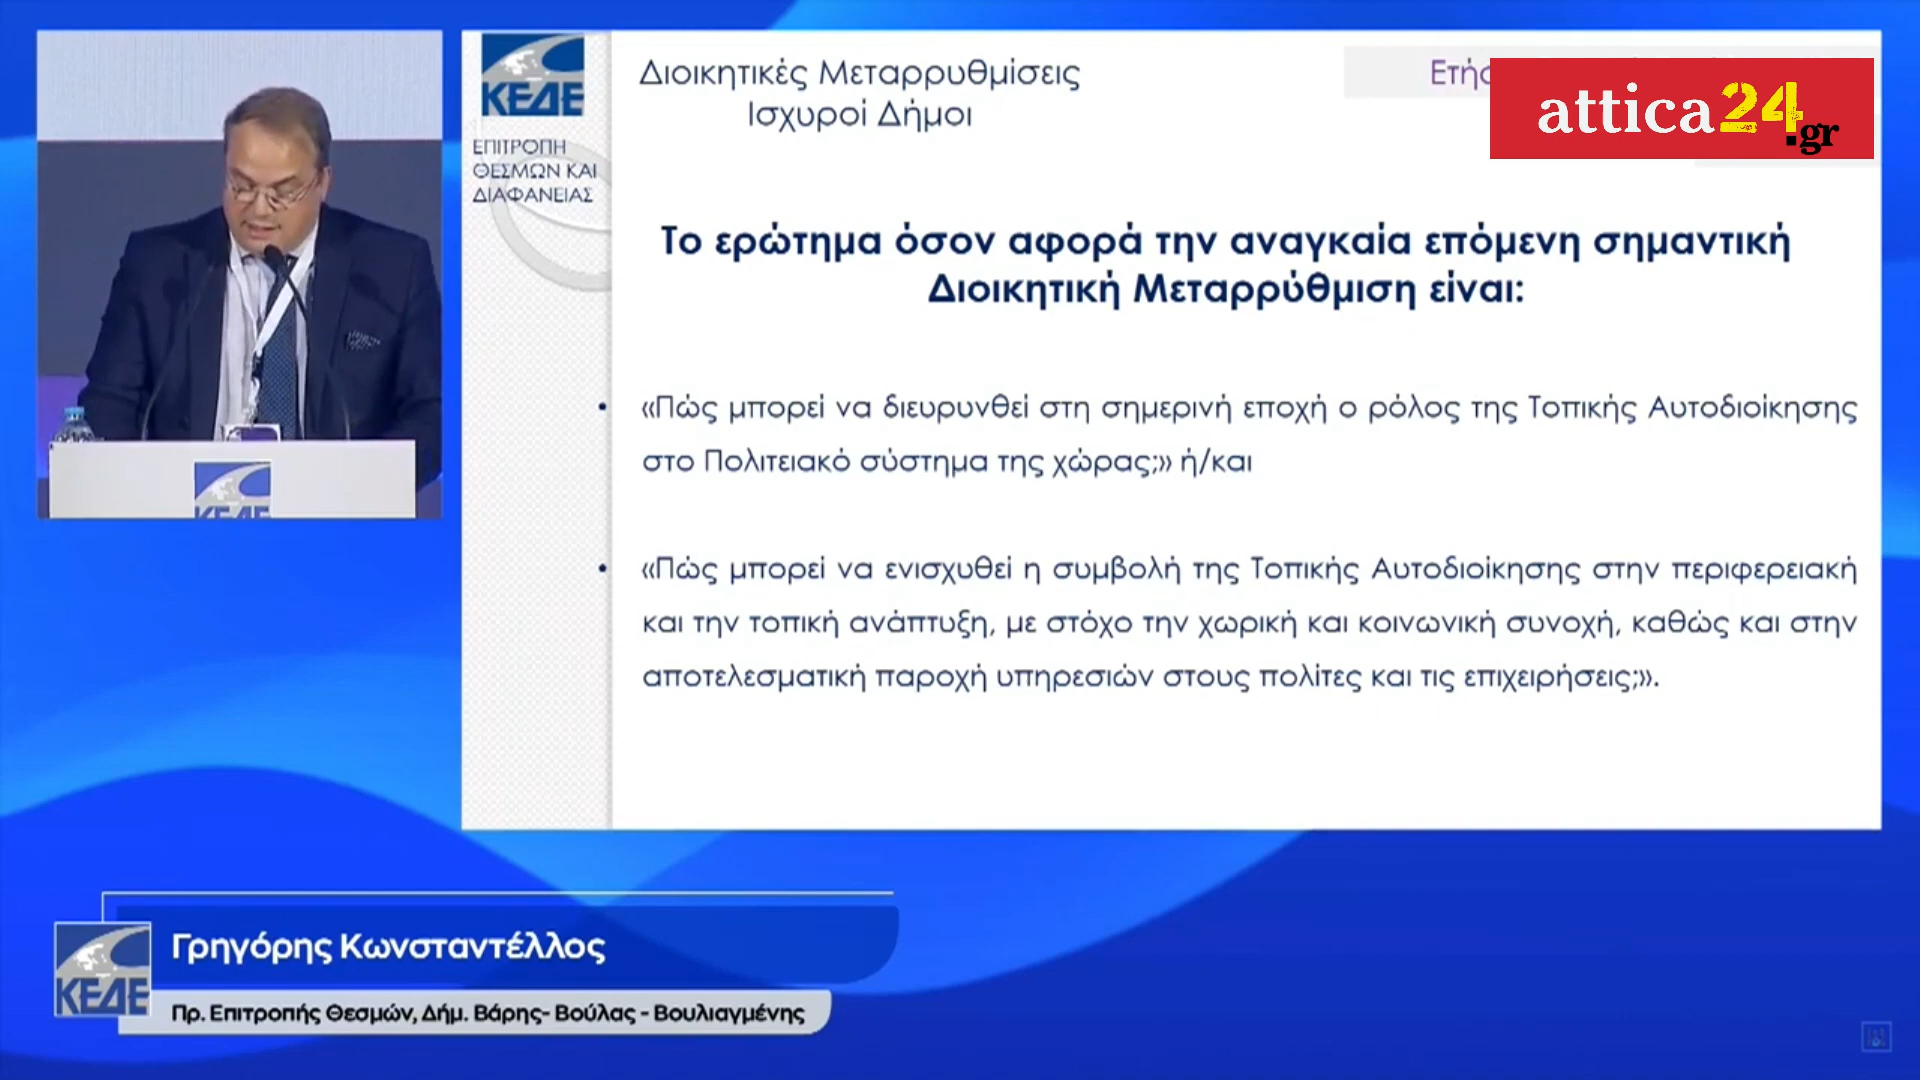 ΚΕΔΕ
ΕΠΙΤΡΟΠΗ
ΘΕΣΜΩΝ ΚΑΙ
ΔΙΑΦΑΝΕΙΑΣ
Διοικητικές Μεταρρυθμίσεις
Ισχυροί Δήμοι
attica24.gr
Το ερώτημα όσον αφορά την αναγκαία επόμενη σημαντική
Διοικητική Μεταρρύθμιση είναι:
• «Πώς μπορεί να διευρυνθεί στη σημερινή εποχή ο ρόλος της Τοπικής Αυτοδιοίκησης
στο Πολιτειακό σύστημα της χώρας;» ή/και
• «Πώς μπορεί να ενισχυθεί η συμβολή της Τοπικής Αυτοδιοίκησης στην περιφερειακή
και την τοπική ανάπτυξη, με στόχο την χωρική και κοινωνική συνοχή, καθώς και στην
αποτελεσματική παροχή υπηρεσιών στους πολίτες και τις επιχειρήσεις;».
ΚΕΔΕ
Γρηγόρης Κωνσταντέλλος
ΚΕΔΕ
Πρ. Επιτροπής Θεσμών, Δήμ. Βάρης- Βούλας - Βουλιαγμένης